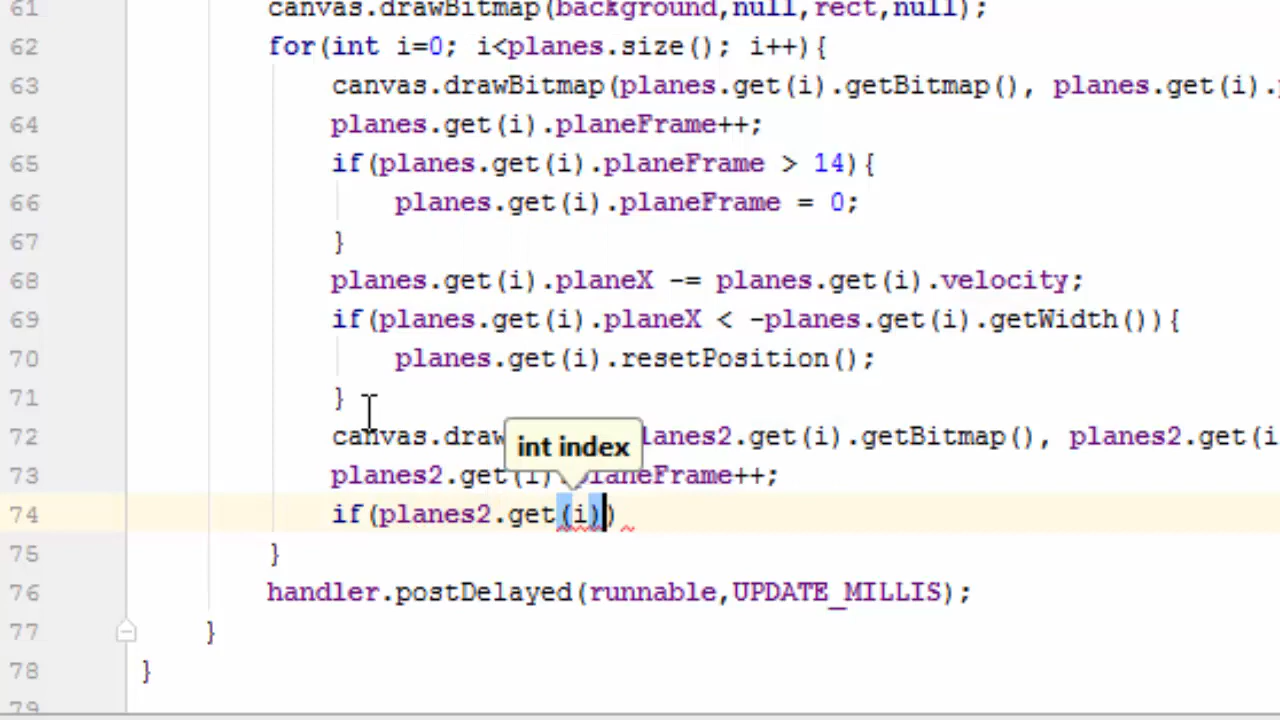 61 canvas.drawBitmap(background,null,rect,null);
62 for(int i=0; i<planes.size(); i++){
63 canvas.drawBitmap(planes.get(i).getBitmap(), planes.get(i).
64 planes.get(i).planeFrame++;
65 if(planes.get(i).planeFrame > 14){
66 planes.get(i).planeFrame = 0;
67 }
68 planes.get(i).planeX -= planes.get(i).velocity;
69 if(planes.get(i).planeX < -planes.get(i).getWidth()){
70 planes.get(i).resetPosition();
71 }
int index
72 canvas.draw planes2.get(i).getBitmap(), planes2.get(i
73 planes2.get(i).planeFrame++;
74 if(planes2.get(i))
75 }
76 handler.postDelayed(runnable,UPDATE_MILLIS);
77 }
78 }
79